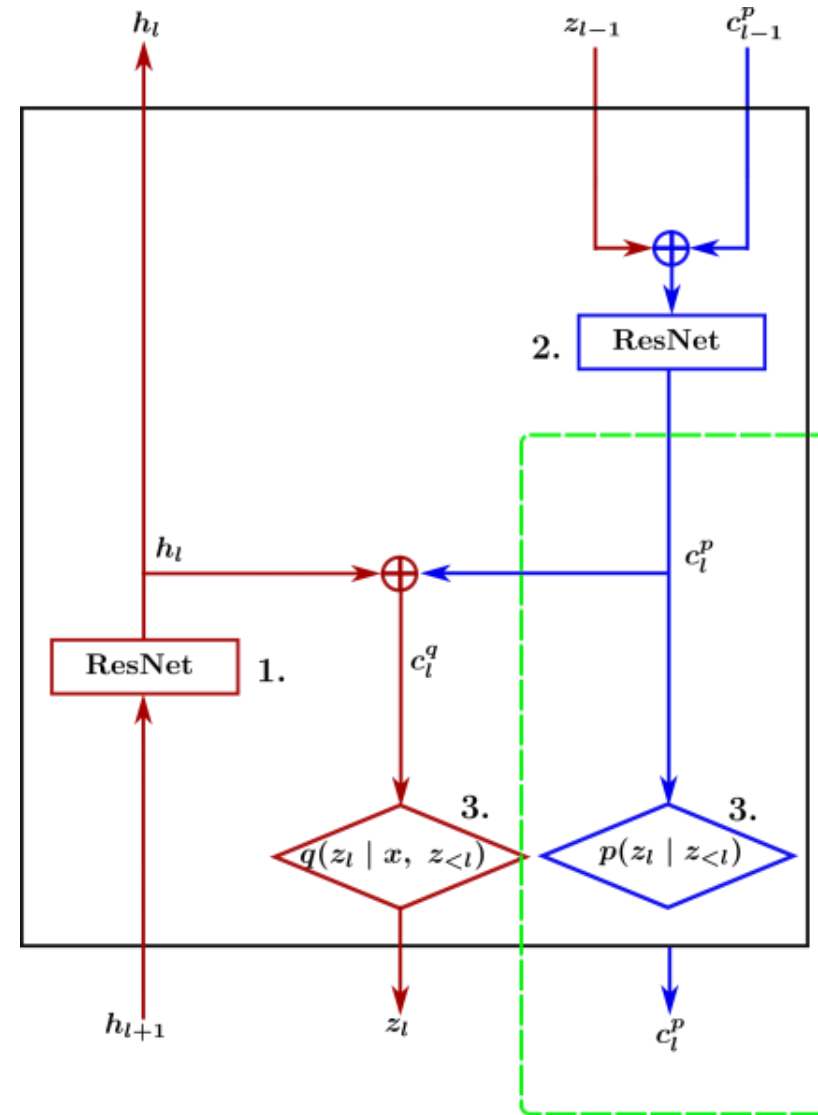 h_l z_{l-1} c^p_{l-1}
2. ResNet
h_l c^p_l
ResNet 1. c^q_l
3. 3.
q(z_l | x, z_{<l}) p(z_l | z_{<l})
h_{l+1} z_l c^p_l